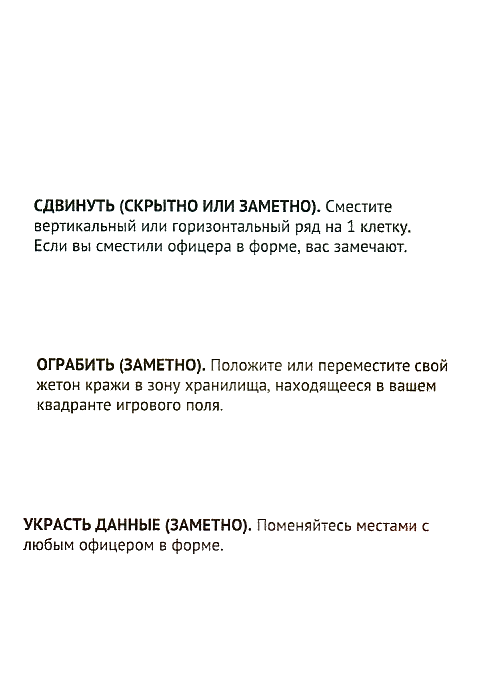 СДВИНУТЬ (СКРЫТНО ИЛИ ЗАМЕТНО). Сместите
вертикальный или горизонтальный ряд на 1 клетку.
Если вы сместили офицера в форме, вас замечают.
ОГРАБИТЬ (ЗАМЕТНО). Положите или переместите свой
жетон кражи в зону хранилища, находящееся в вашем
квадранте игрового поля.
УКРАСТЬ ДАННЫЕ (ЗАМЕТНО). Поменяйтесь местами с
любым офицером в форме.